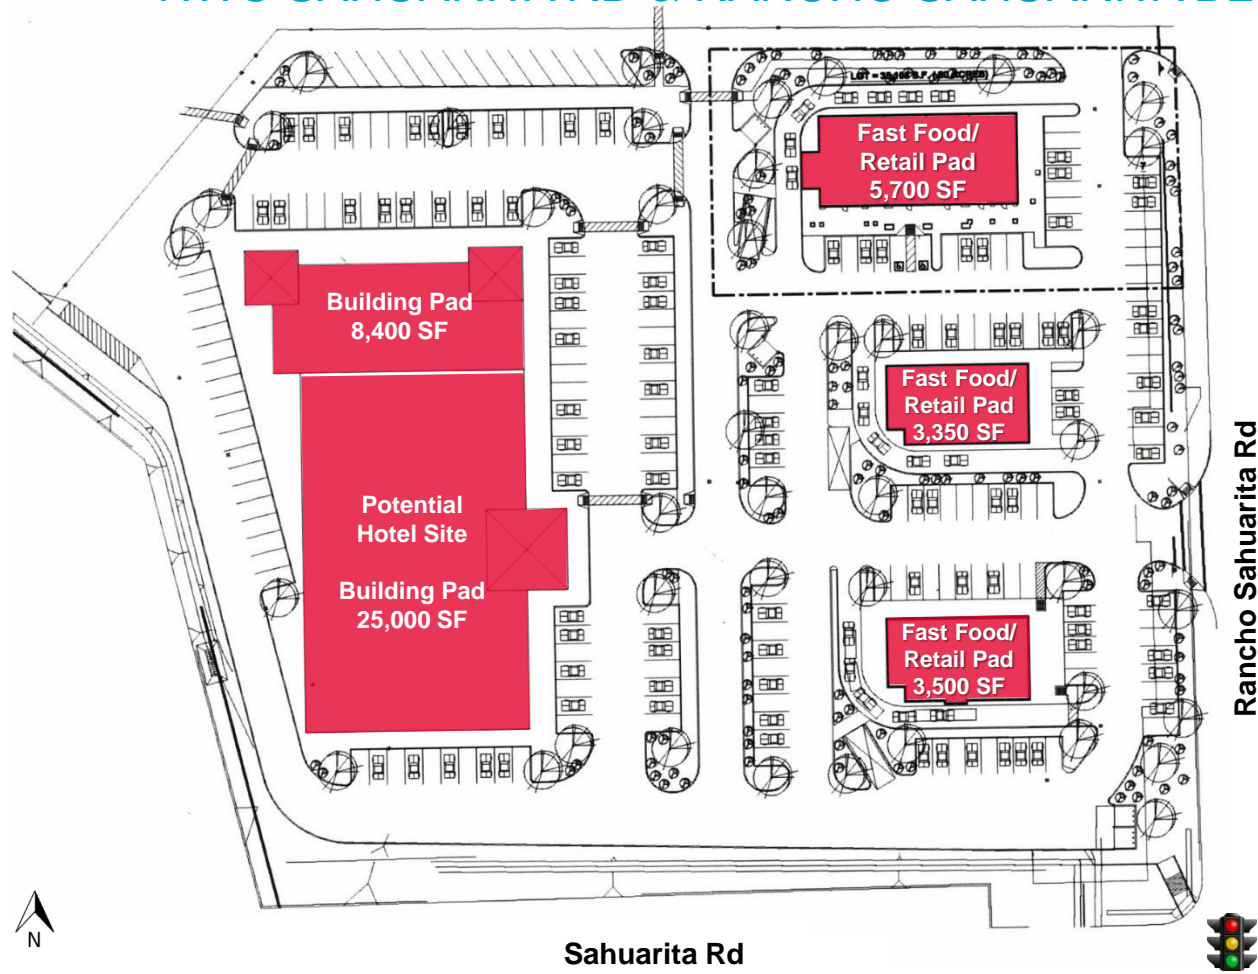 Fast Food/
Retail Pad
5,700 SF
Building Pad
8,400 SF
Fast Food/
Retail Pad
3,350 SF
Potential
Hotel Site
Building Pad
25,000 SF
Fast Food/
Retail Pad
3,500 SF
Rancho Sahuarita Rd
N
Sahuarita Rd